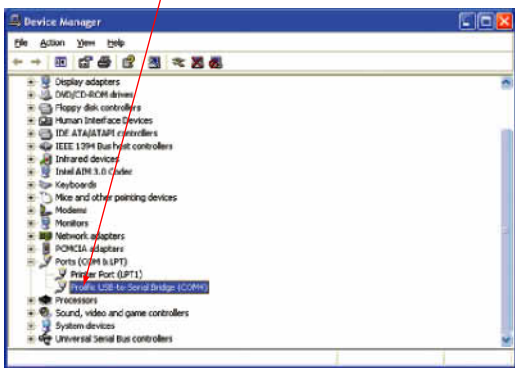 Device Manager
File Action View Help
Display adapters
DVD/CD-ROM drives
Floppy disk controllers
Human Interface Devices
IDE ATA/ATAPI controllers
IEEE 1394 Bus host controllers
Infrared devices
Intel AIM 3.0 Codec
Keyboards
Mice and other pointing devices
Modems
Monitors
Network adapters
PCMCIA adapters
Ports (COM & LPT)
Printer Port (LPT1)
Prolific USB-to-Serial Bridge (COM4)
Processors
Sound, video and game controllers
System devices
Universal Serial Bus controllers